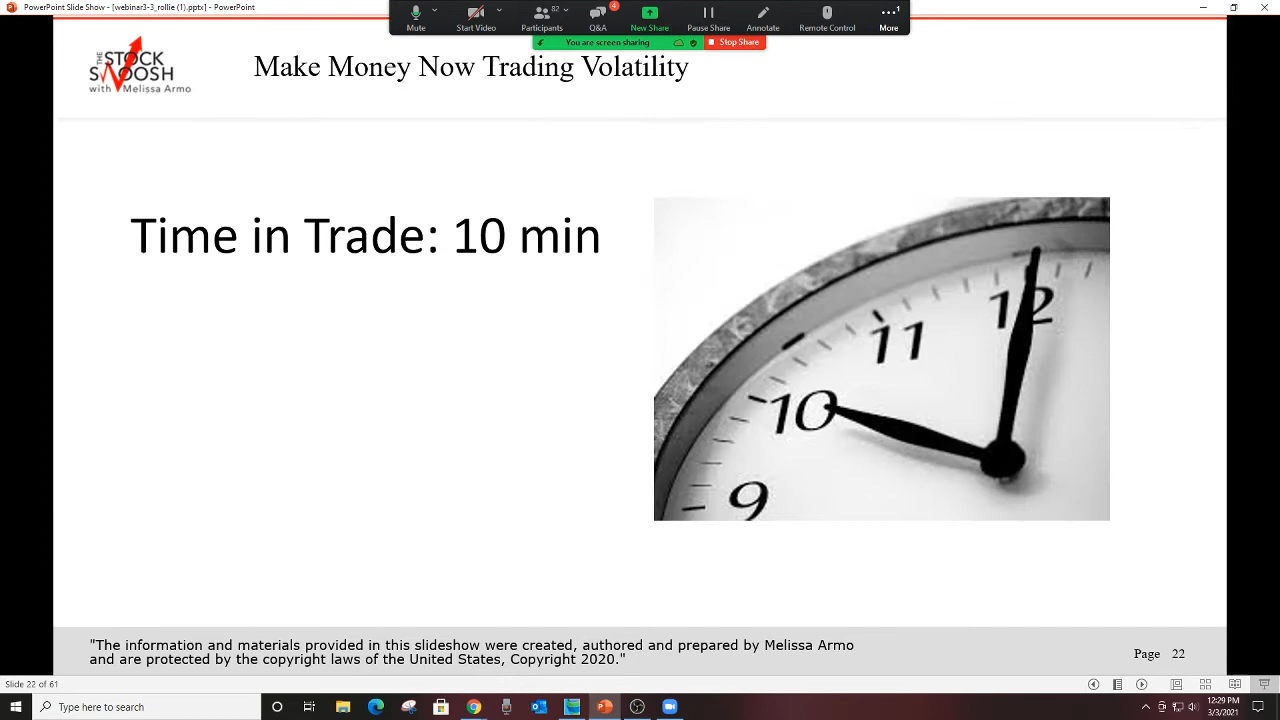 PowerPoint Slide Show - [webinar3-3_rollie (1).pptx] - PowerPoint
82
4
1
Mute
Start Video
Participants
Q&A
New Share
Pause Share
Annotate
Remote Control
More
You are screen sharing
Stop Share
THE STOCK
SWOOSH
with Melissa Armo
Make Money Now Trading Volatility
Time in Trade: 10 min
12
11
10
9
"The information and materials provided in this slideshow were created, authored and prepared by Melissa Armo
and are protected by the copyright laws of the United States, Copyright 2020."
Page 22
Slide 22 of 61
Type here to search
12:29 PM
3/3/2021